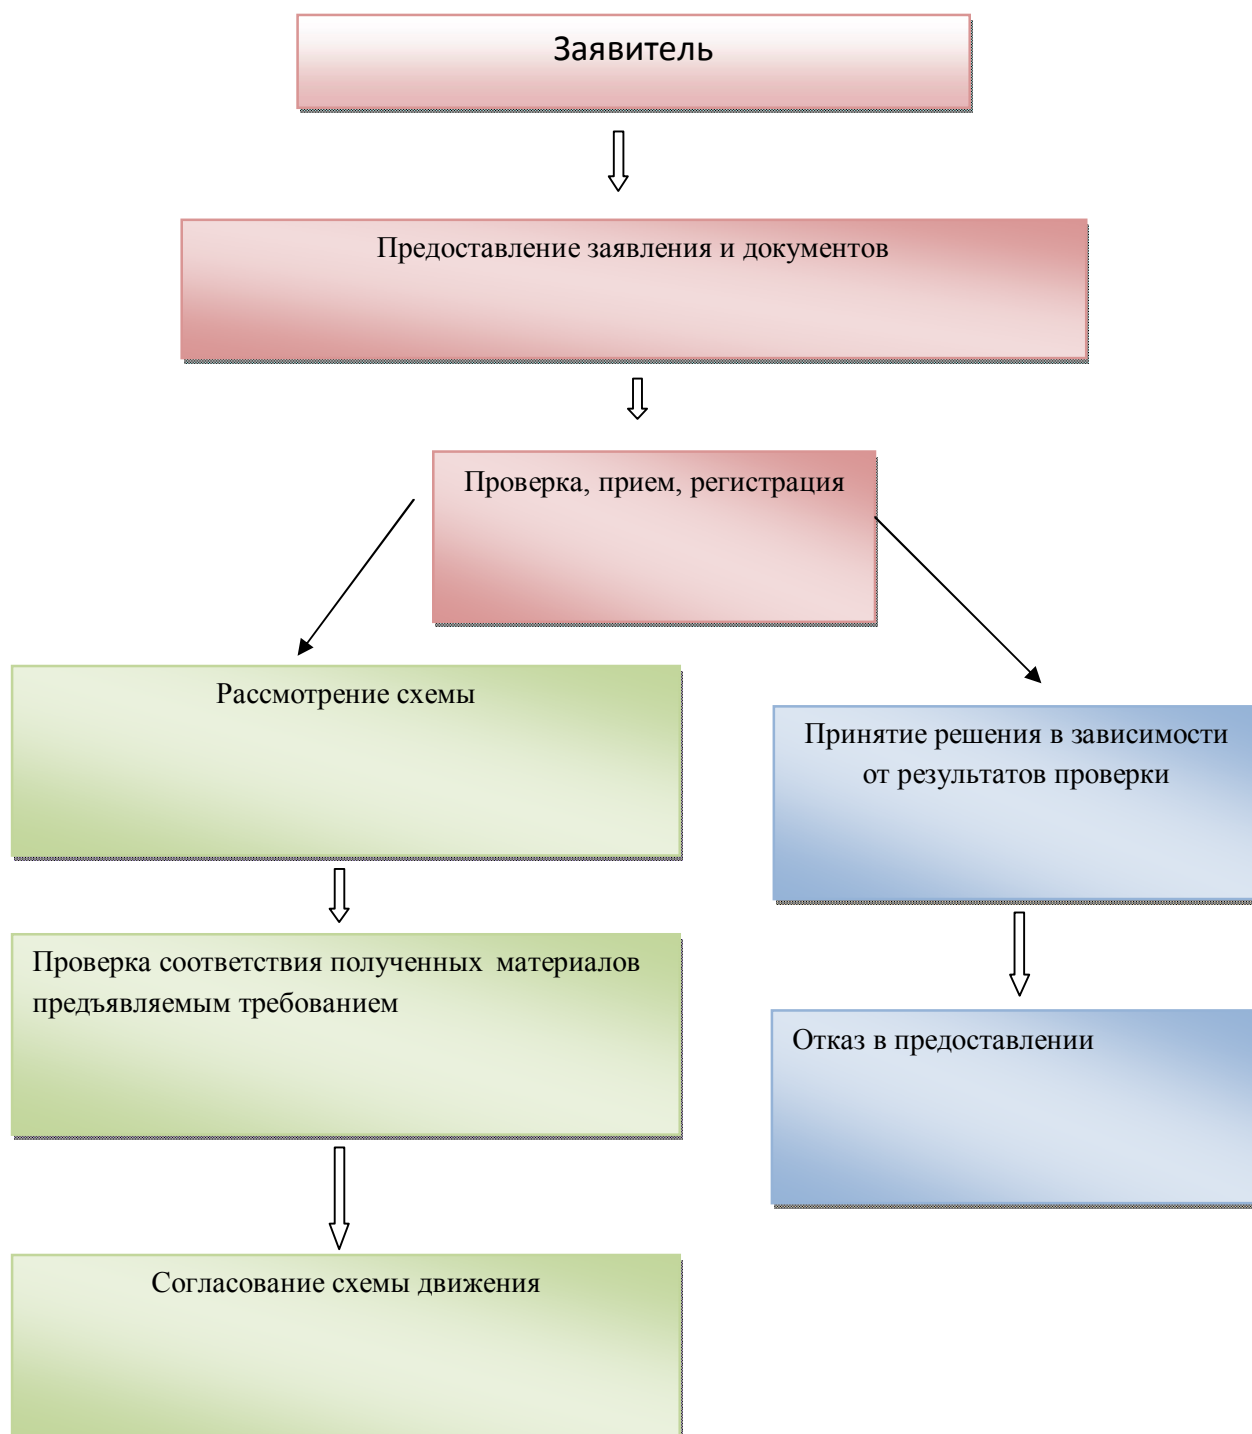 Заявитель
Предоставление заявления и документов
Проверка, прием, регистрация
Рассмотрение схемы
Принятие решения в зависимости
от результатов проверки
Проверка соответствия полученных  материалов
предъявляемым требованием
Отказ в предоставлении
Согласование схемы движения